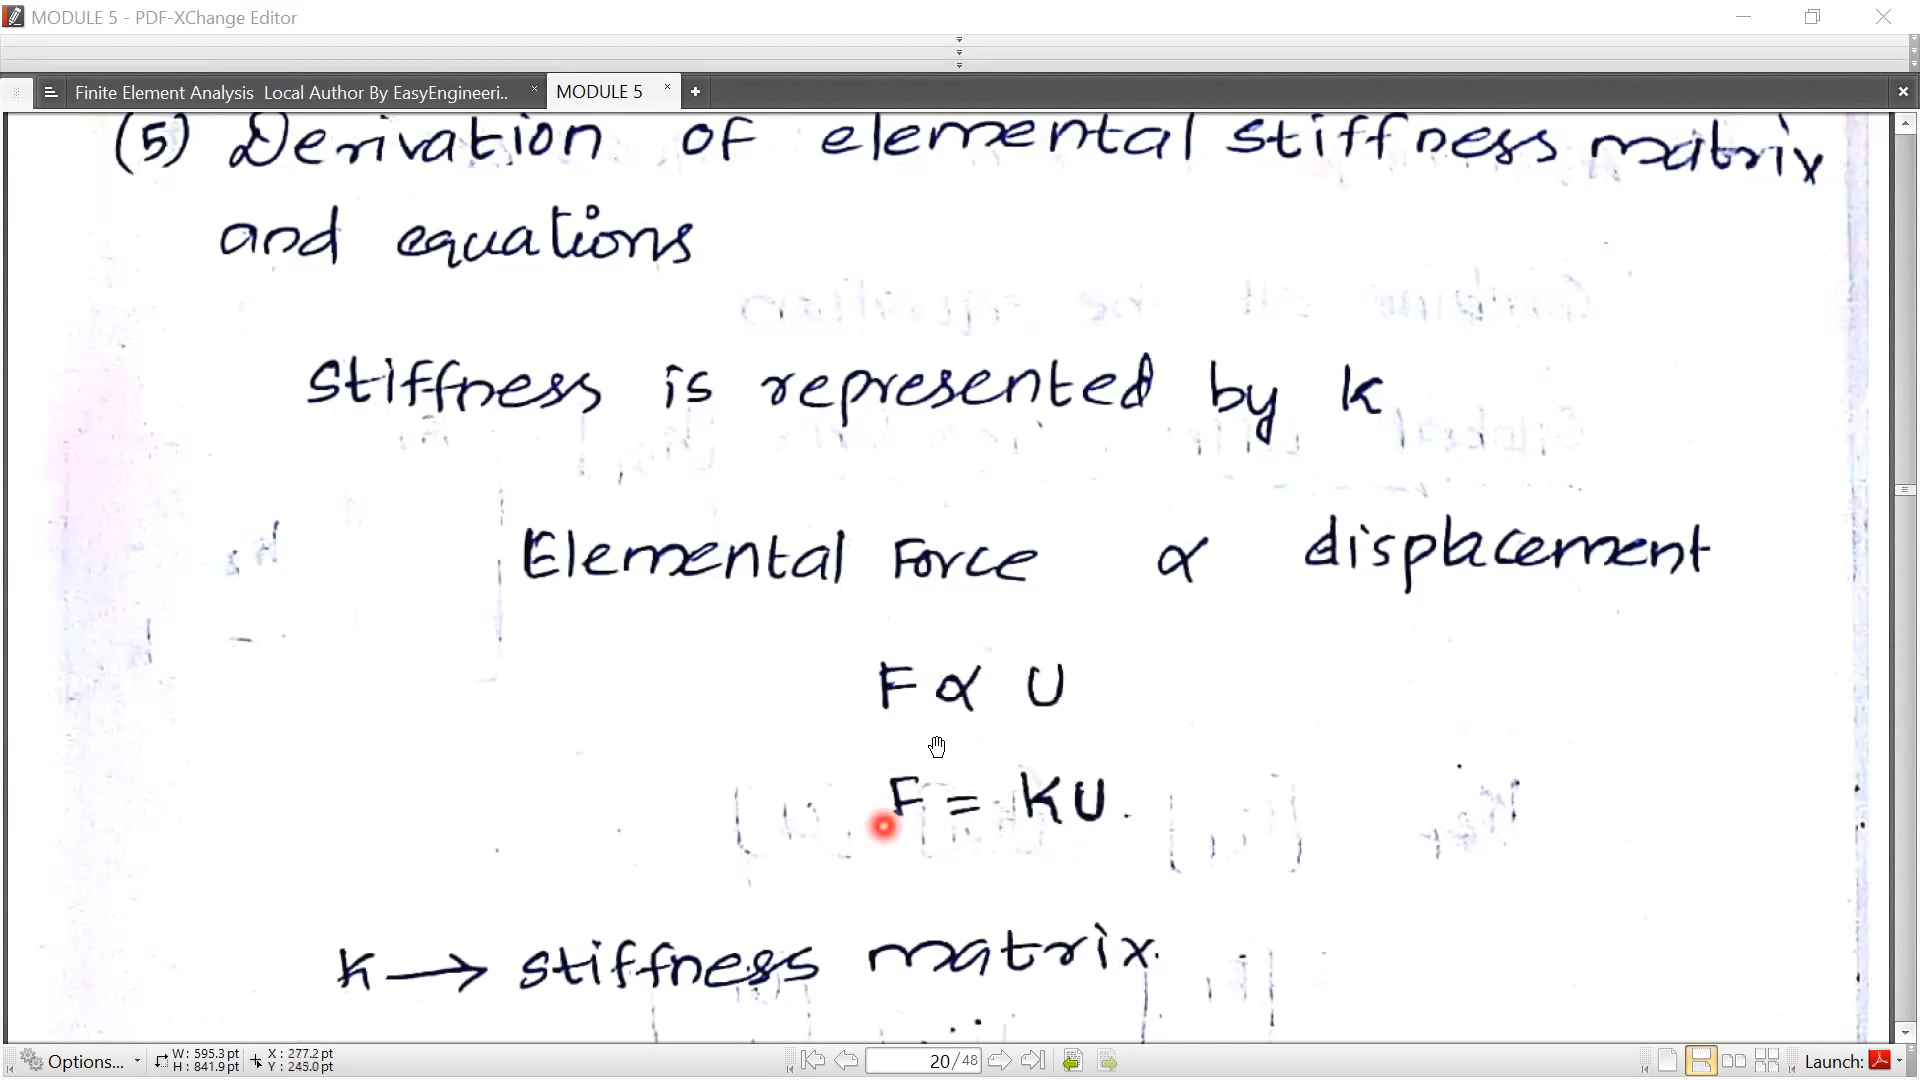 MODULE 5 - PDF-XChange Editor
Finite Element Analysis Local Author By EasyEngineeri..
MODULE 5
(5) Derivation of elemental stiffness matrix
and equations
stiffness is represented by k
Elemental Force ∝ displacement
F ∝ U
F = KU.
k → stiffness matrix.
Options...
W: 595.3 pt
H: 841.9 pt
X: 277.2 pt
Y: 245.0 pt
20 / 48
Launch: